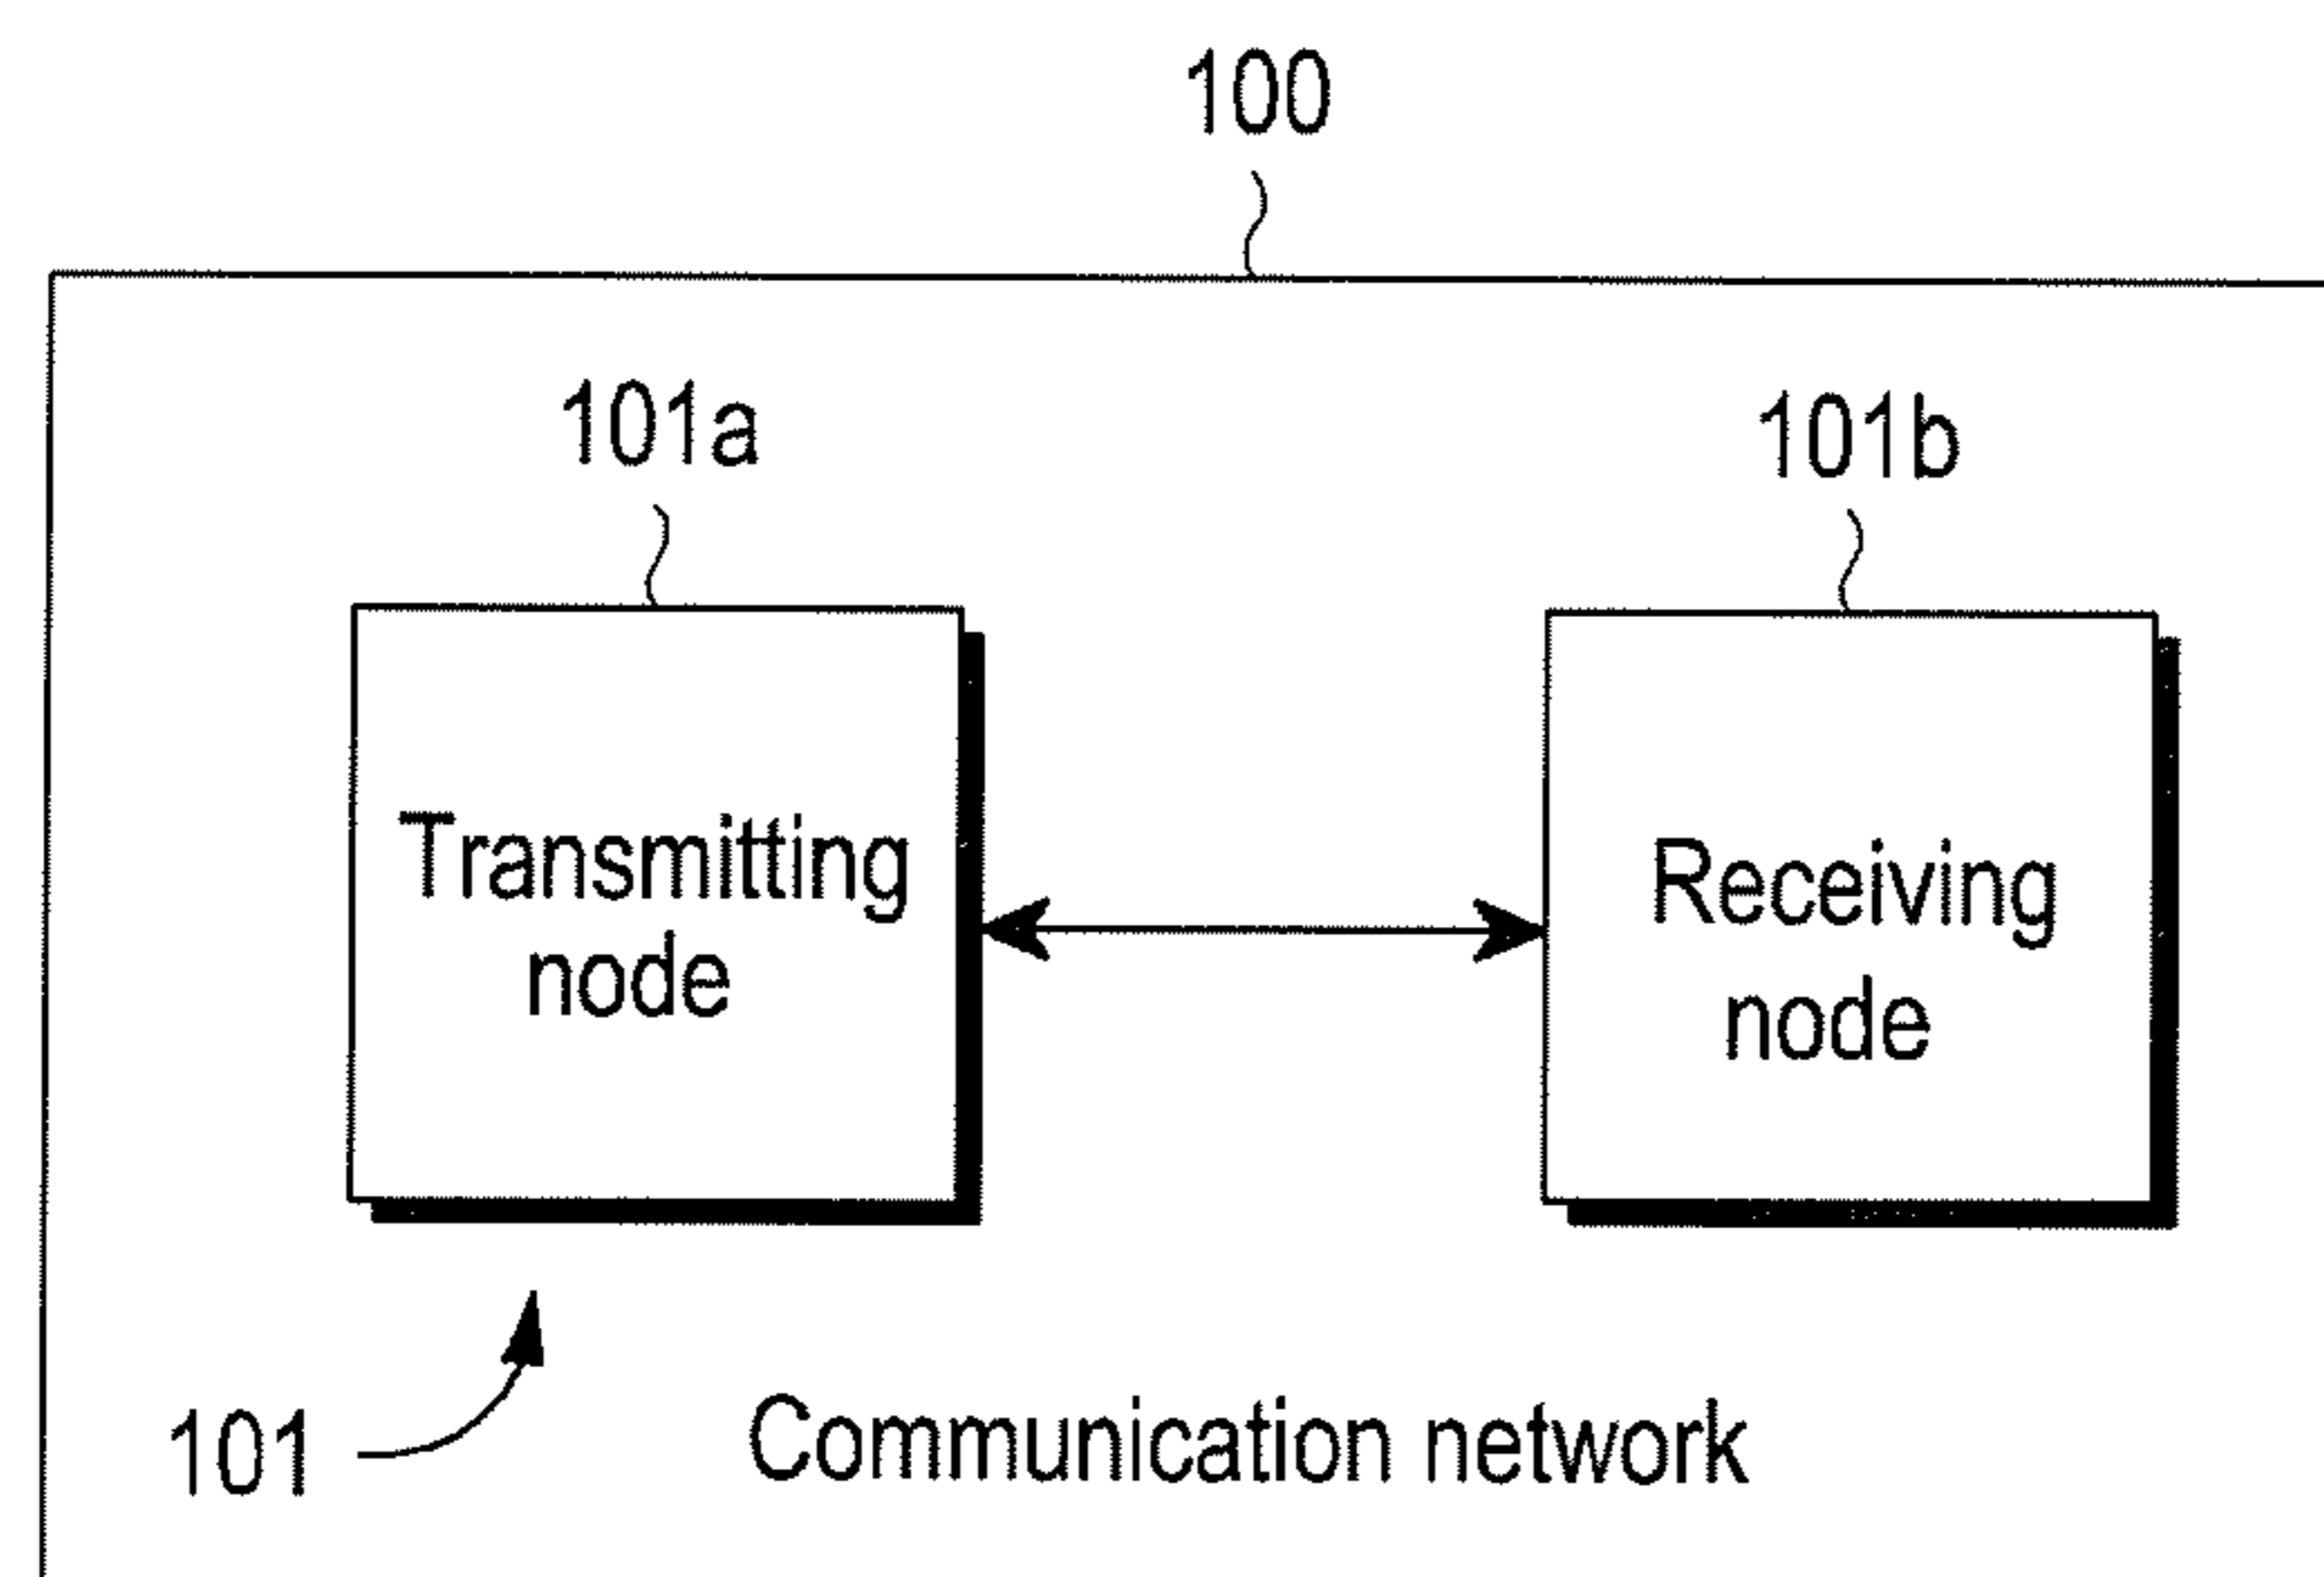 100
101a
101b
Transmitting
node
Receiving
node
101
Communication network